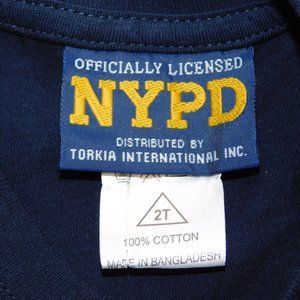 OFFICIALLY LICENSED
NYPD
DISTRIBUTED BY
TORKIA INTERNATIONAL INC.
2T
100% COTTON
MADE IN BANGLADESH